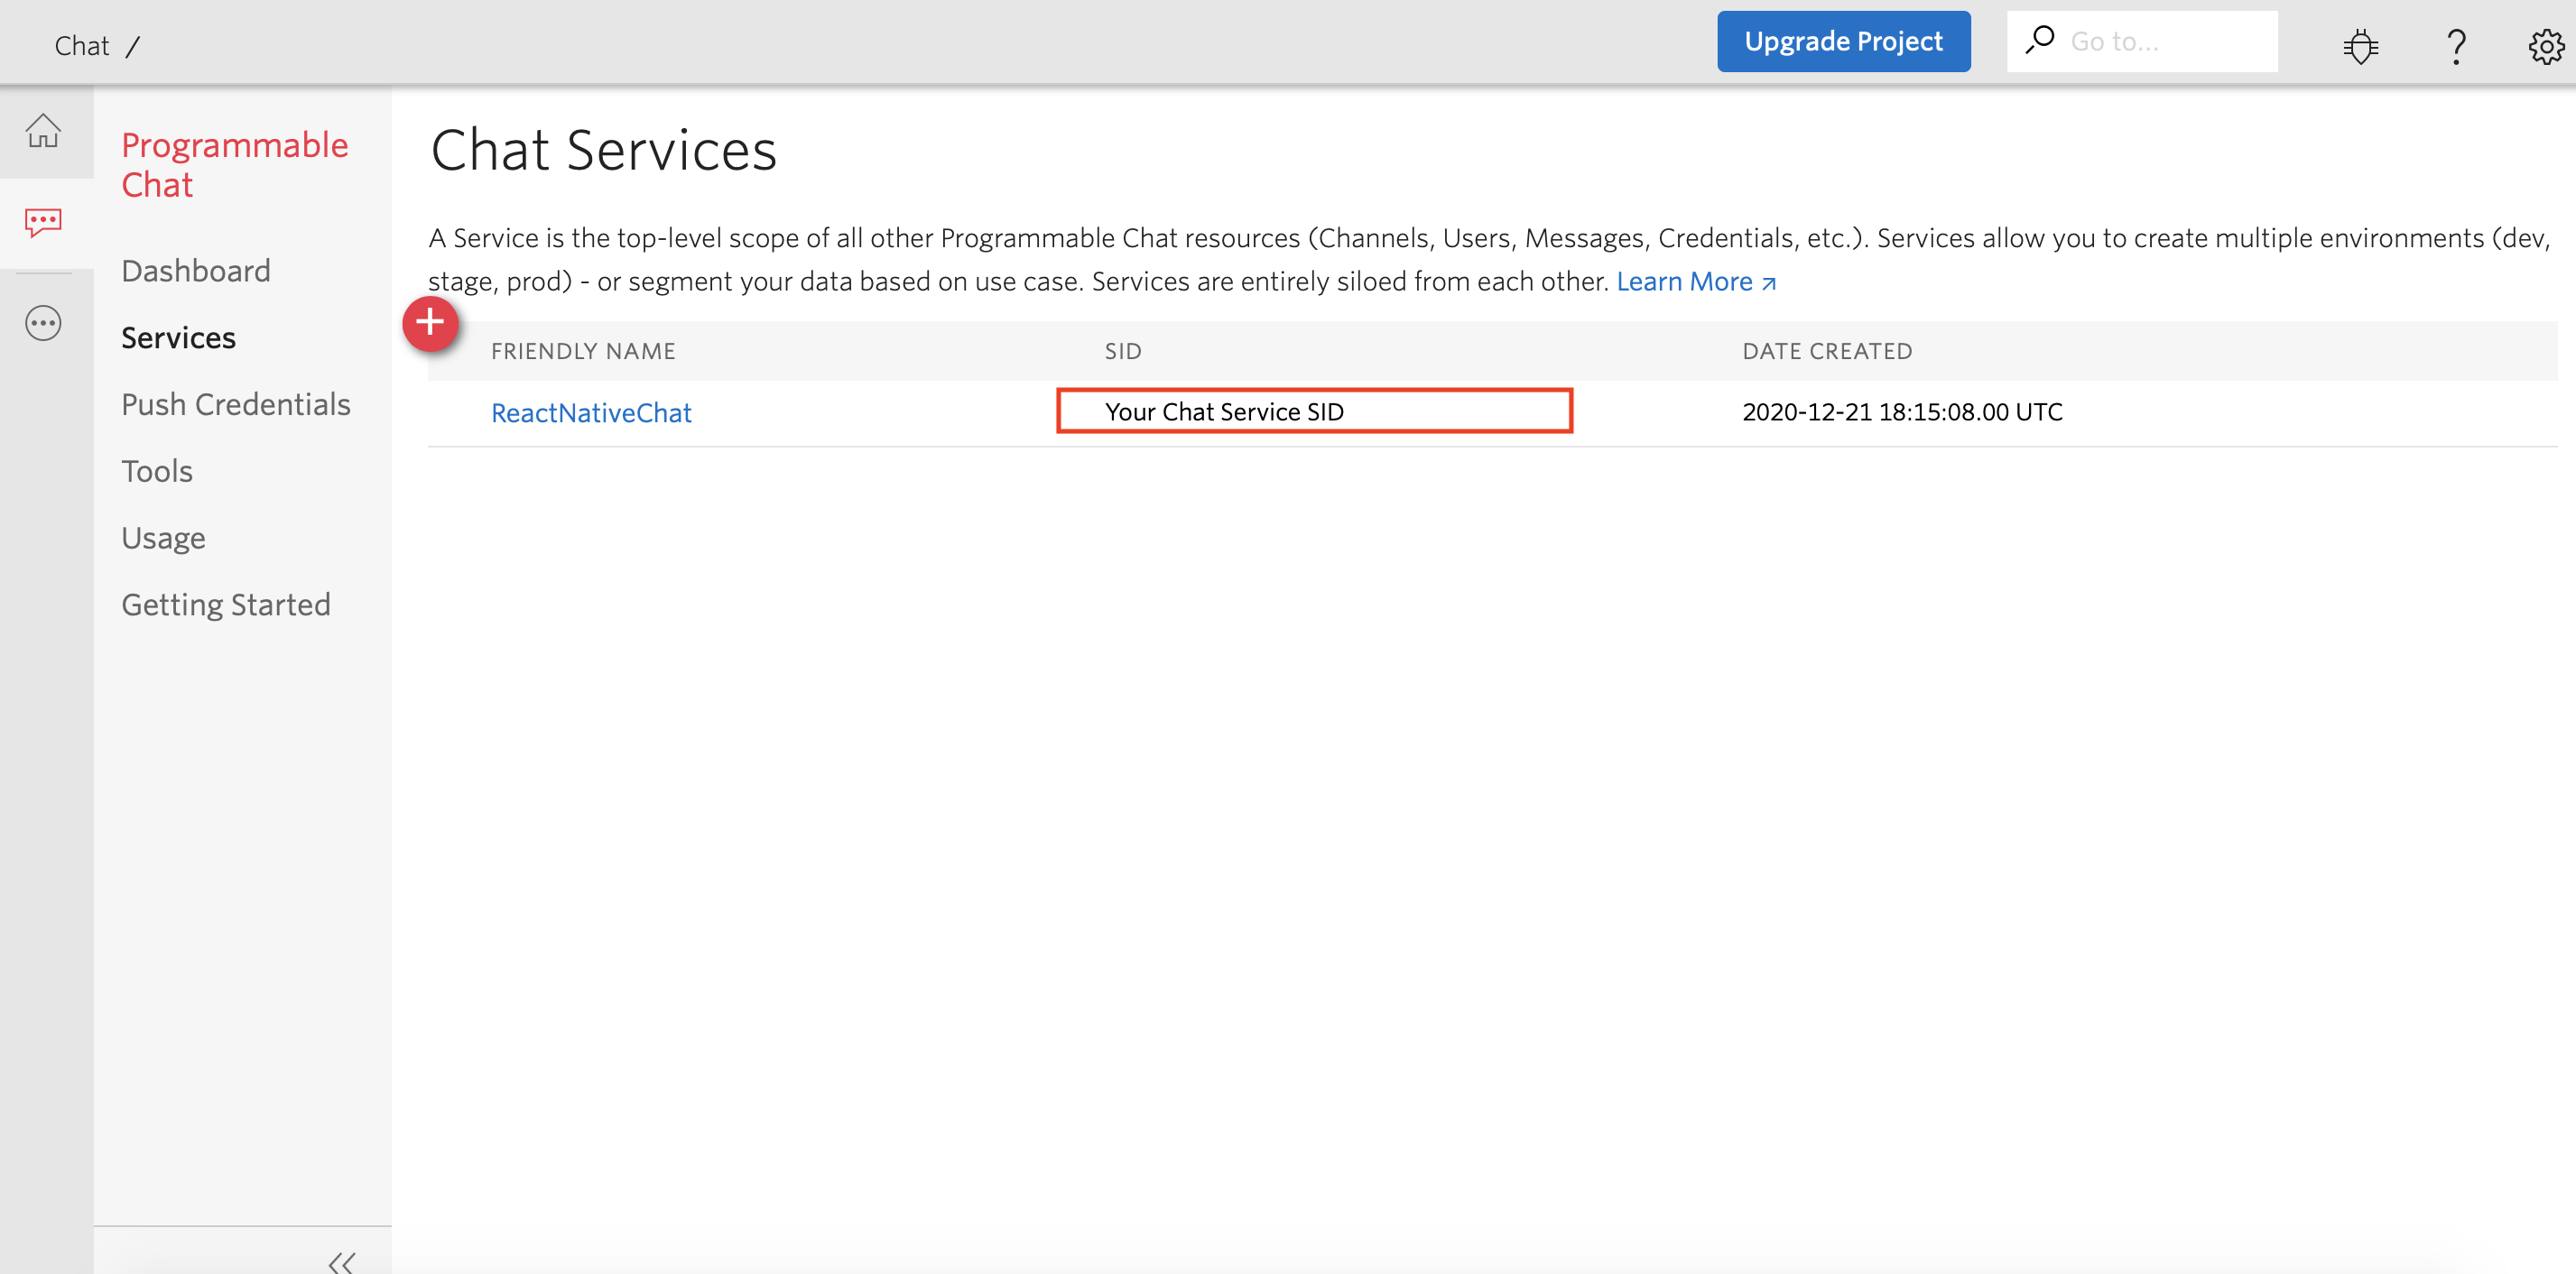 Chat /
Upgrade Project
Go to...
Programmable
Chat
Dashboard
Services
Push Credentials
Tools
Usage
Getting Started
Chat Services
A Service is the top-level scope of all other Programmable Chat resources (Channels, Users, Messages, Credentials, etc.). Services allow you to create multiple environments (dev,
stage, prod) - or segment your data based on use case. Services are entirely siloed from each other. Learn More ↗
FRIENDLY NAME SID DATE CREATED
ReactNativeChat Your Chat Service SID 2020-12-21 18:15:08.00 UTC